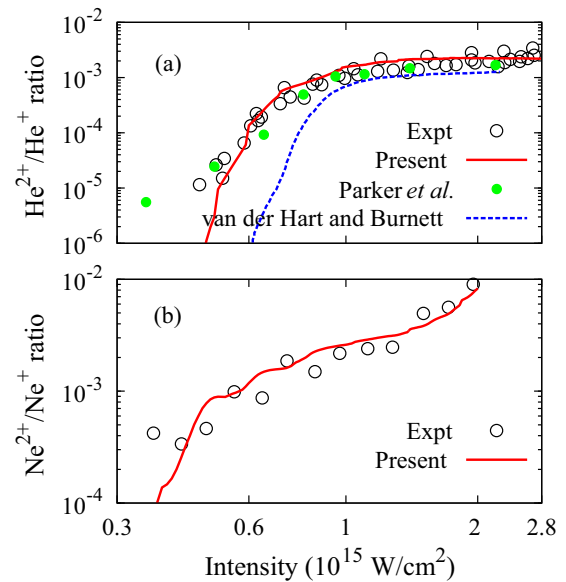 10^-2
(a)
10^-3
10^-4
10^-5
10^-6
He^2+/He^+ ratio
Expt
Present
Parker et al.
van der Hart and Burnett
10^-2
(b)
10^-3
10^-4
Ne^2+/Ne^+ ratio
Expt
Present
0.3 0.6 1 2 2.8
Intensity (10^15 W/cm^2)